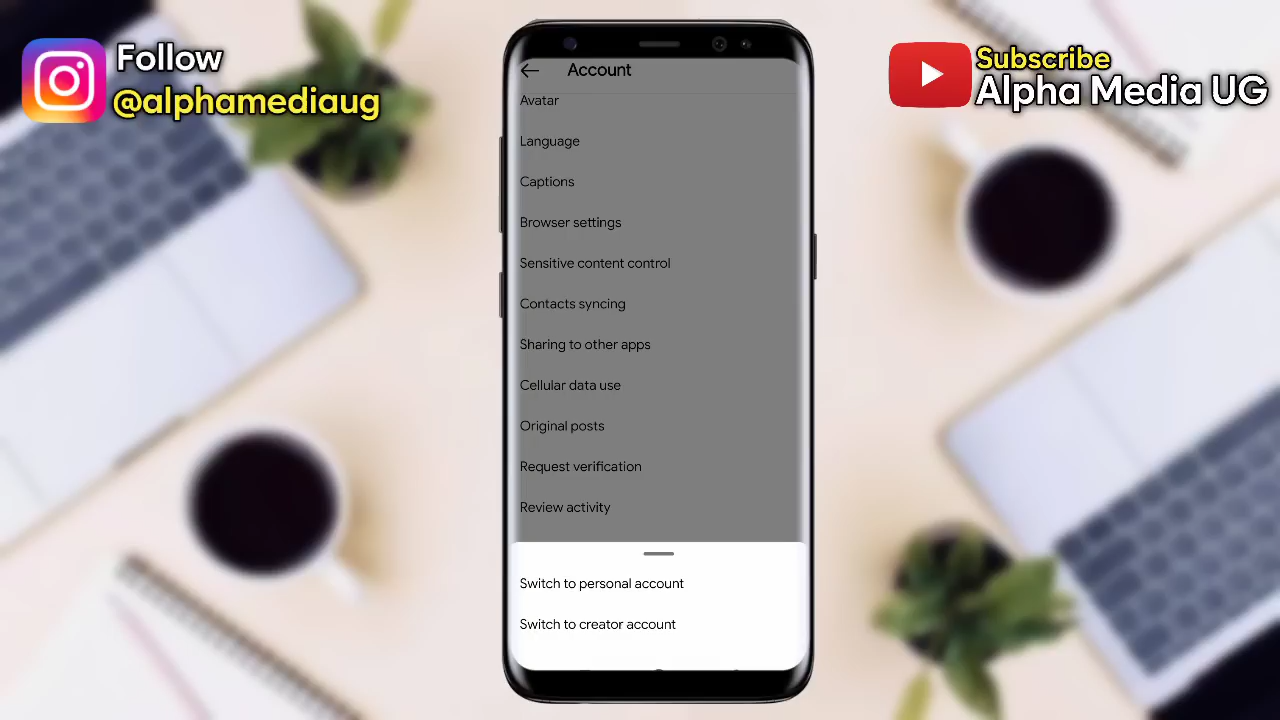 Follow
@alphamediaug
Subscribe
Alpha Media UG
Account
Avatar
Language
Captions
Browser settings
Sensitive content control
Contacts syncing
Sharing to other apps
Cellular data use
Original posts
Request verification
Review activity
Switch to personal account
Switch to creator account